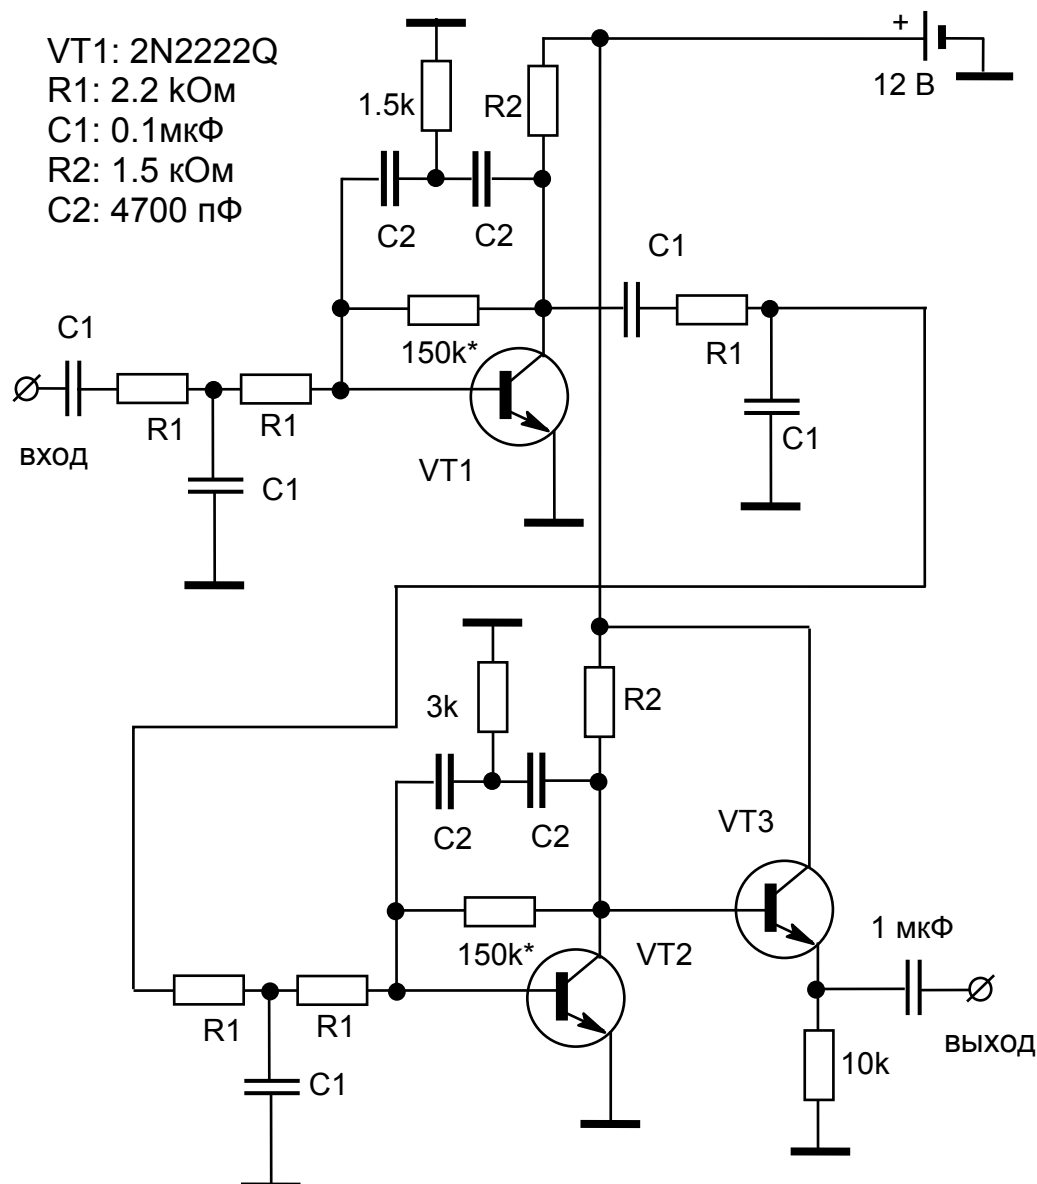 VT1: 2N2222Q
R1: 2.2 kОм
C1: 0.1мкФ
R2: 1.5 кОм
C2: 4700 пФ
+
12 В
1.5k
R2
C2
C2
C1
C1
150k*
R1
R1
R1
вход
C1
VT1
C1
3k
R2
C2
C2
VT3
150k*
VT2
1 мкФ
R1
R1
выход
C1
10k